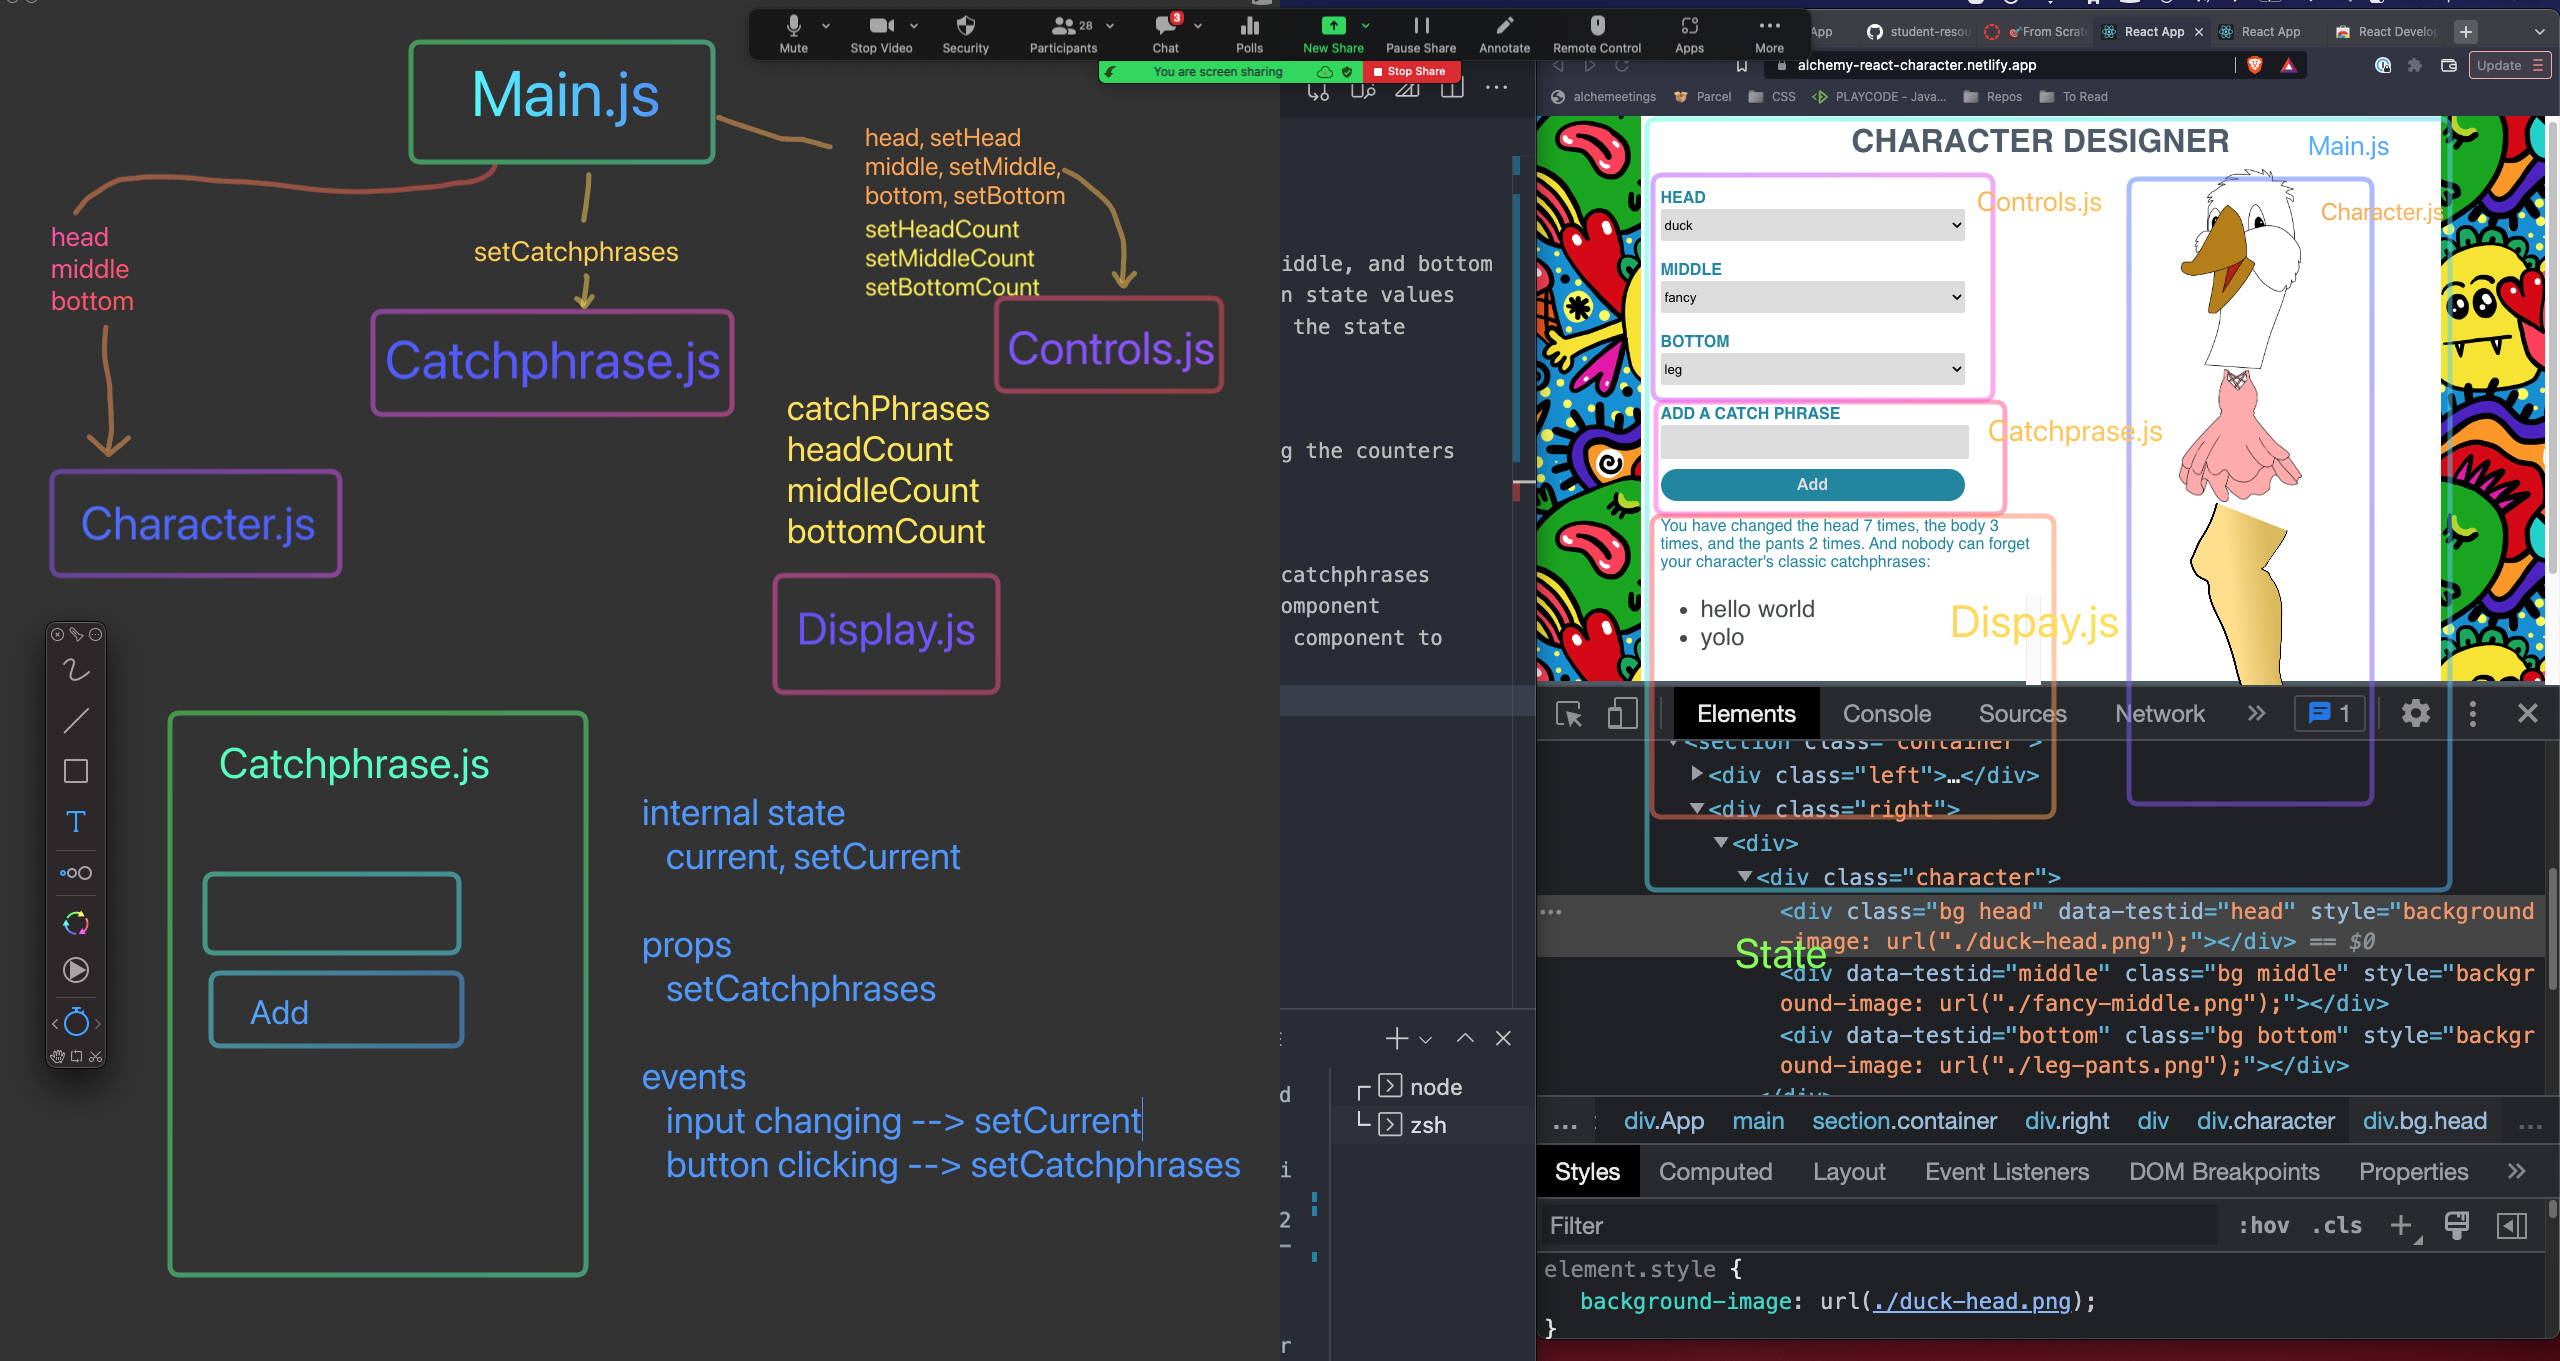 Mute
Stop Video
Security
Participants
28
Chat
3
Polls
New Share
Pause Share
Annotate
Remote Control
Apps
More
You are screen sharing
Stop Share
Main.js
head, setHead
middle, setMiddle,
bottom, setBottom
setHeadCount
setMiddleCount
setBottomCount
head
middle
bottom
setCatchphrases
Catchphrase.js
Controls.js
Character.js
catchPhrases
headCount
middleCount
bottomCount
Display.js
Catchphrase.js
Add
internal state
current, setCurrent
props
setCatchphrases
events
input changing --> setCurrent
button clicking --> setCatchphrases
T
iddle, and bottom
n state values
the state
g the counters
catchphrases
omponent
component to
node
zsh
d
i
2
r
App
student-resou
From Scrat
React App
React App
React Develop
alchemy-react-character.netlify.app
Update
alchemeetings
Parcel
CSS
PLAYCODE - Java...
Repos
To Read
CHARACTER DESIGNER
Main.js
HEAD
duck
Controls.js
Character.js
MIDDLE
fancy
BOTTOM
leg
ADD A CATCH PHRASE
Catchprase.js
Add
You have changed the head 7 times, the body 3
times, and the pants 2 times. And nobody can forget
your character's classic catchphrases:
• hello world
• yolo
Dispay.js
Elements
Console
Sources
Network
1
<section class="container">
<div class="left">…</div>
<div class="right">
<div>
<div class="character">
<div class="bg head" data-testid="head" style="background
-image: url("./duck-head.png");"></div> == $0
State
<div data-testid="middle" class="bg middle" style="backgr
ound-image: url("./fancy-middle.png");"></div>
<div data-testid="bottom" class="bg bottom" style="backgr
ound-image: url("./leg-pants.png");"></div>
</div>
...
div.App
main
section.container
div.right
div
div.character
div.bg.head
...
Styles
Computed
Layout
Event Listeners
DOM Breakpoints
Properties
Filter
:hov
.cls
element.style {
background-image: url(./duck-head.png);
}